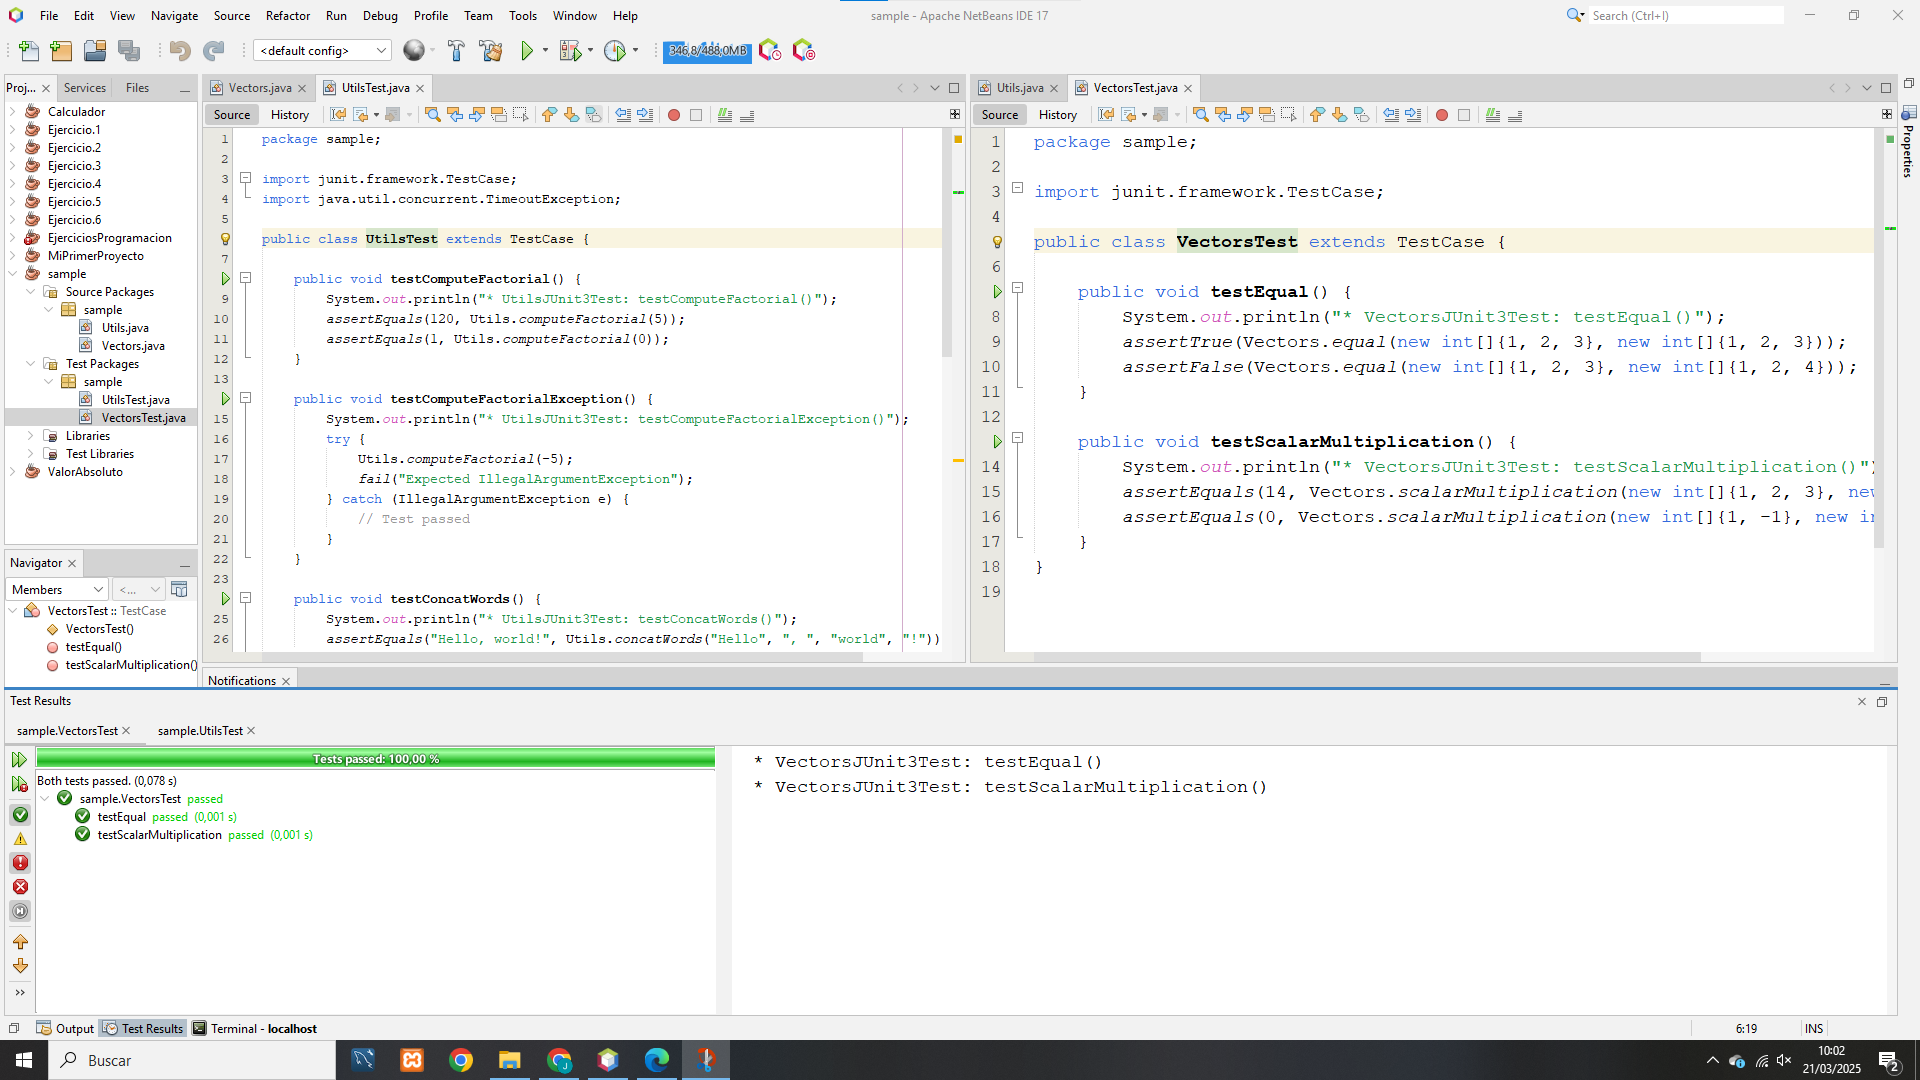 File Edit View Navigate Source Refactor Run Debug Profile Team Tools Window Help
sample - Apache NetBeans IDE 17
Search (Ctrl+I)
<default config>
346,8/488,0MB
Proj... Services Files
Calculador
Ejercicio.1
Ejercicio.2
Ejercicio.3
Ejercicio.4
Ejercicio.5
Ejercicio.6
EjerciciosProgramacion
MiPrimerProyecto
sample
Source Packages
sample
Utils.java
Vectors.java
Test Packages
sample
UtilsTest.java
VectorsTest.java
Libraries
Test Libraries
ValorAbsoluto
Navigator
Members <...
VectorsTest :: TestCase
VectorsTest()
testEqual()
testScalarMultiplication()
Vectors.java UtilsTest.java
Source History
1 package sample;
2
3 import junit.framework.TestCase;
4 import java.util.concurrent.TimeoutException;
5
public class UtilsTest extends TestCase {
7
public void testComputeFactorial() {
9 System.out.println("* UtilsJUnit3Test: testComputeFactorial()");
10 assertEquals(120, Utils.computeFactorial(5));
11 assertEquals(1, Utils.computeFactorial(0));
12 }
13
public void testComputeFactorialException() {
15 System.out.println("* UtilsJUnit3Test: testComputeFactorialException()");
16 try {
17 Utils.computeFactorial(-5);
18 fail("Expected IllegalArgumentException");
19 } catch (IllegalArgumentException e) {
20 // Test passed
21 }
22 }
23
public void testConcatWords() {
25 System.out.println("* UtilsJUnit3Test: testConcatWords()");
26 assertEquals("Hello, world!", Utils.concatWords("Hello", ", ", "world", "!"))
Utils.java VectorsTest.java
Source History
1 package sample;
2
3 import junit.framework.TestCase;
4
public class VectorsTest extends TestCase {
6
public void testEqual() {
8 System.out.println("* VectorsJUnit3Test: testEqual()");
9 assertTrue(Vectors.equal(new int[]{1, 2, 3}, new int[]{1, 2, 3}));
10 assertFalse(Vectors.equal(new int[]{1, 2, 3}, new int[]{1, 2, 4}));
11 }
12
public void testScalarMultiplication() {
14 System.out.println("* VectorsJUnit3Test: testScalarMultiplication()"
15 assertEquals(14, Vectors.scalarMultiplication(new int[]{1, 2, 3}, new
16 assertEquals(0, Vectors.scalarMultiplication(new int[]{1, -1}, new in
17 }
18 }
19
Properties
Notifications
Test Results
sample.VectorsTest sample.UtilsTest
Tests passed: 100,00 %
Both tests passed. (0,078 s)
sample.VectorsTest passed
testEqual passed (0,001 s)
testScalarMultiplication passed (0,001 s)
* VectorsJUnit3Test: testEqual()
* VectorsJUnit3Test: testScalarMultiplication()
Output Test Results Terminal - localhost
6:19 INS
Buscar
10:02
21/03/2025
2